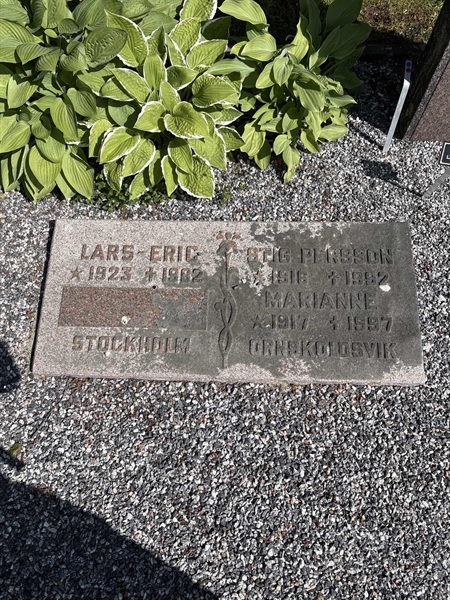 LARS-ERIC
★ 1923 ✝ 1982
STOCKHOLM
STIG PERSSON
★ 1916 ✝ 1992
MARIANNE
★ 1917 ✝ 1997
ÖRNSKÖLDSVIK